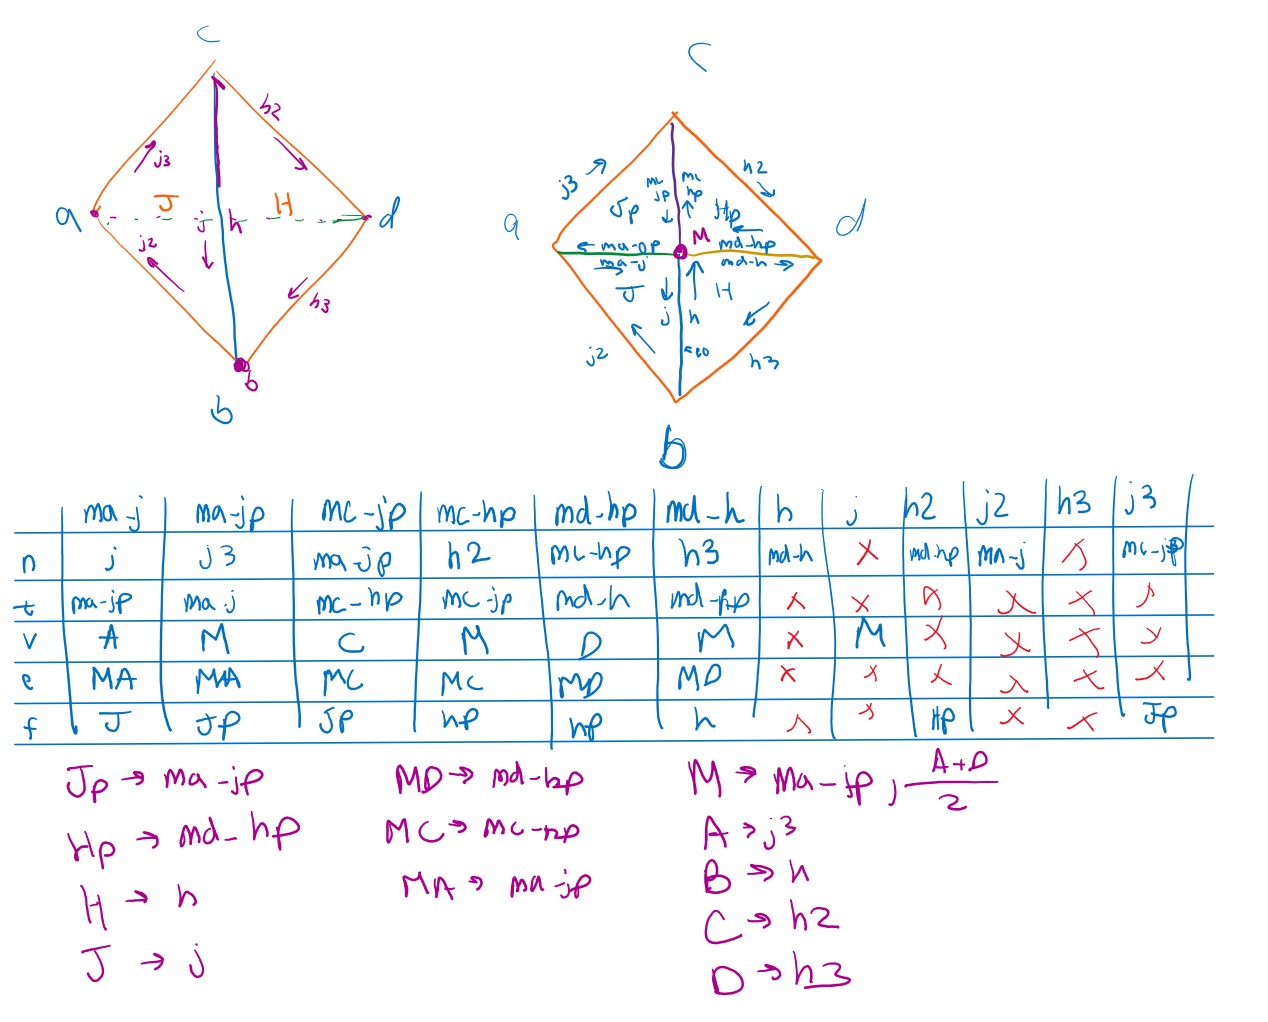 c
c
h2
j3
h2
j3
mc mc
jp hp
J H
Jp Hp
a j h d
a M d
ma-jp md-hp
j2
ma-j md-h
J H
h3
j h
j2 eo h3
b
b
b
ma-j ma-jp mc-jp mc-hp md-hp md-h h j h2 j2 h3 j3
n j j3 ma-jp h2 mc-hp h3 md-h x md-hp ma-j x mc-jp
t ma-jp ma-j mc-hp mc-jp md-h md-hp x x x x x x
v A M C M D M x M x x x x
e MA MA MC MC MD MD x x x x x x
f J Jp Jp hp hp h x x Hp x x Jp
Jp → ma-jp MD → md-hp M → ma-jp, A+D
2
Hp → md-hp MC → mc-hp A → j3
H → h MA → ma-jp B → h
C → h2
J → j D → h3